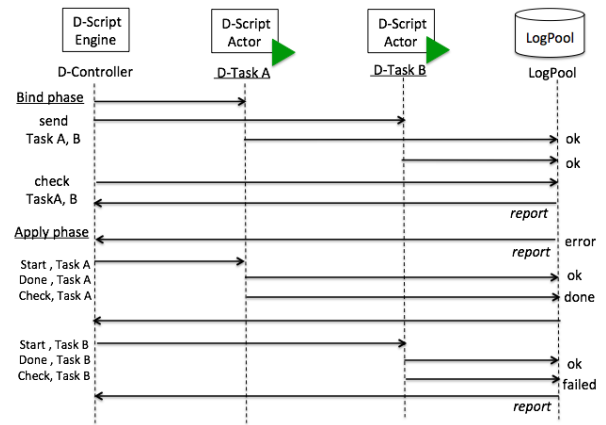 D-Script
Engine
D-Script
Actor
D-Script
Actor
LogPool
D-Controller
D-Task A
D-Task B
LogPool
Bind phase
send
Task A, B
ok
ok
check
TaskA, B
report
Apply phase
error
report
Start , Task A
Done , Task A
ok
Check, Task A
done
Start , Task B
Done , Task B
ok
Check, Task B
failed
report